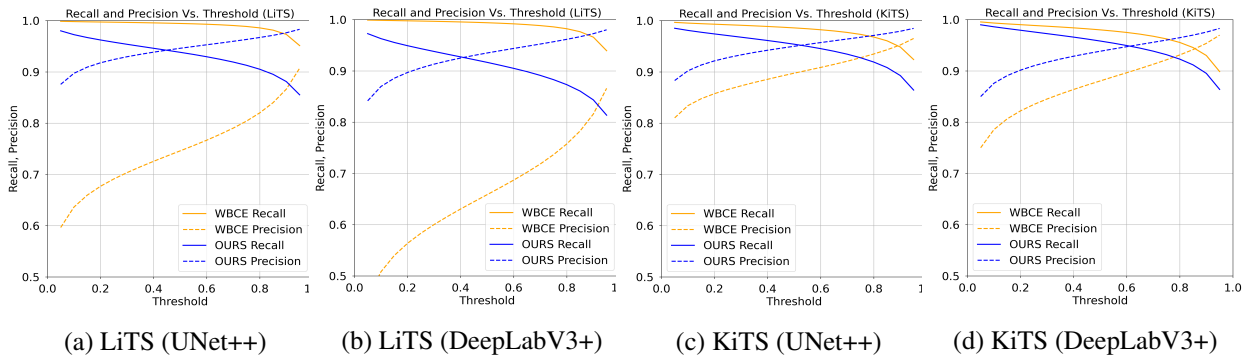 Recall and Precision Vs. Threshold (LiTS)
Recall, Precision
1.0
0.9
0.8
0.7
0.6
0.5
0.0 0.2 0.4 0.6 0.8 1
Threshold
WBCE Recall
WBCE Precision
OURS Recall
OURS Precision
(a) LiTS (UNet++)
Recall and Precision Vs. Threshold (LiTS)
Recall, Precision
1.0
0.9
0.8
0.7
0.6
0.5
0.0 0.2 0.4 0.6 0.8 1
Threshold
WBCE Recall
WBCE Precision
OURS Recall
OURS Precision
(b) LiTS (DeepLabV3+)
Recall and Precision Vs. Threshold (KiTS)
Recall, Precision
1.0
0.9
0.8
0.7
0.6
0.5
0.0 0.2 0.4 0.6 0.8 1
Threshold
WBCE Recall
WBCE Precision
OURS Recall
OURS Precision
(c) KiTS (UNet++)
Recall and Precision Vs. Threshold (KiTS)
Recall, Precision
1.0
0.9
0.8
0.7
0.6
0.5
0.0 0.2 0.4 0.6 0.8 1.0
Threshold
WBCE Recall
WBCE Precision
OURS Recall
OURS Precision
(d) KiTS (DeepLabV3+)